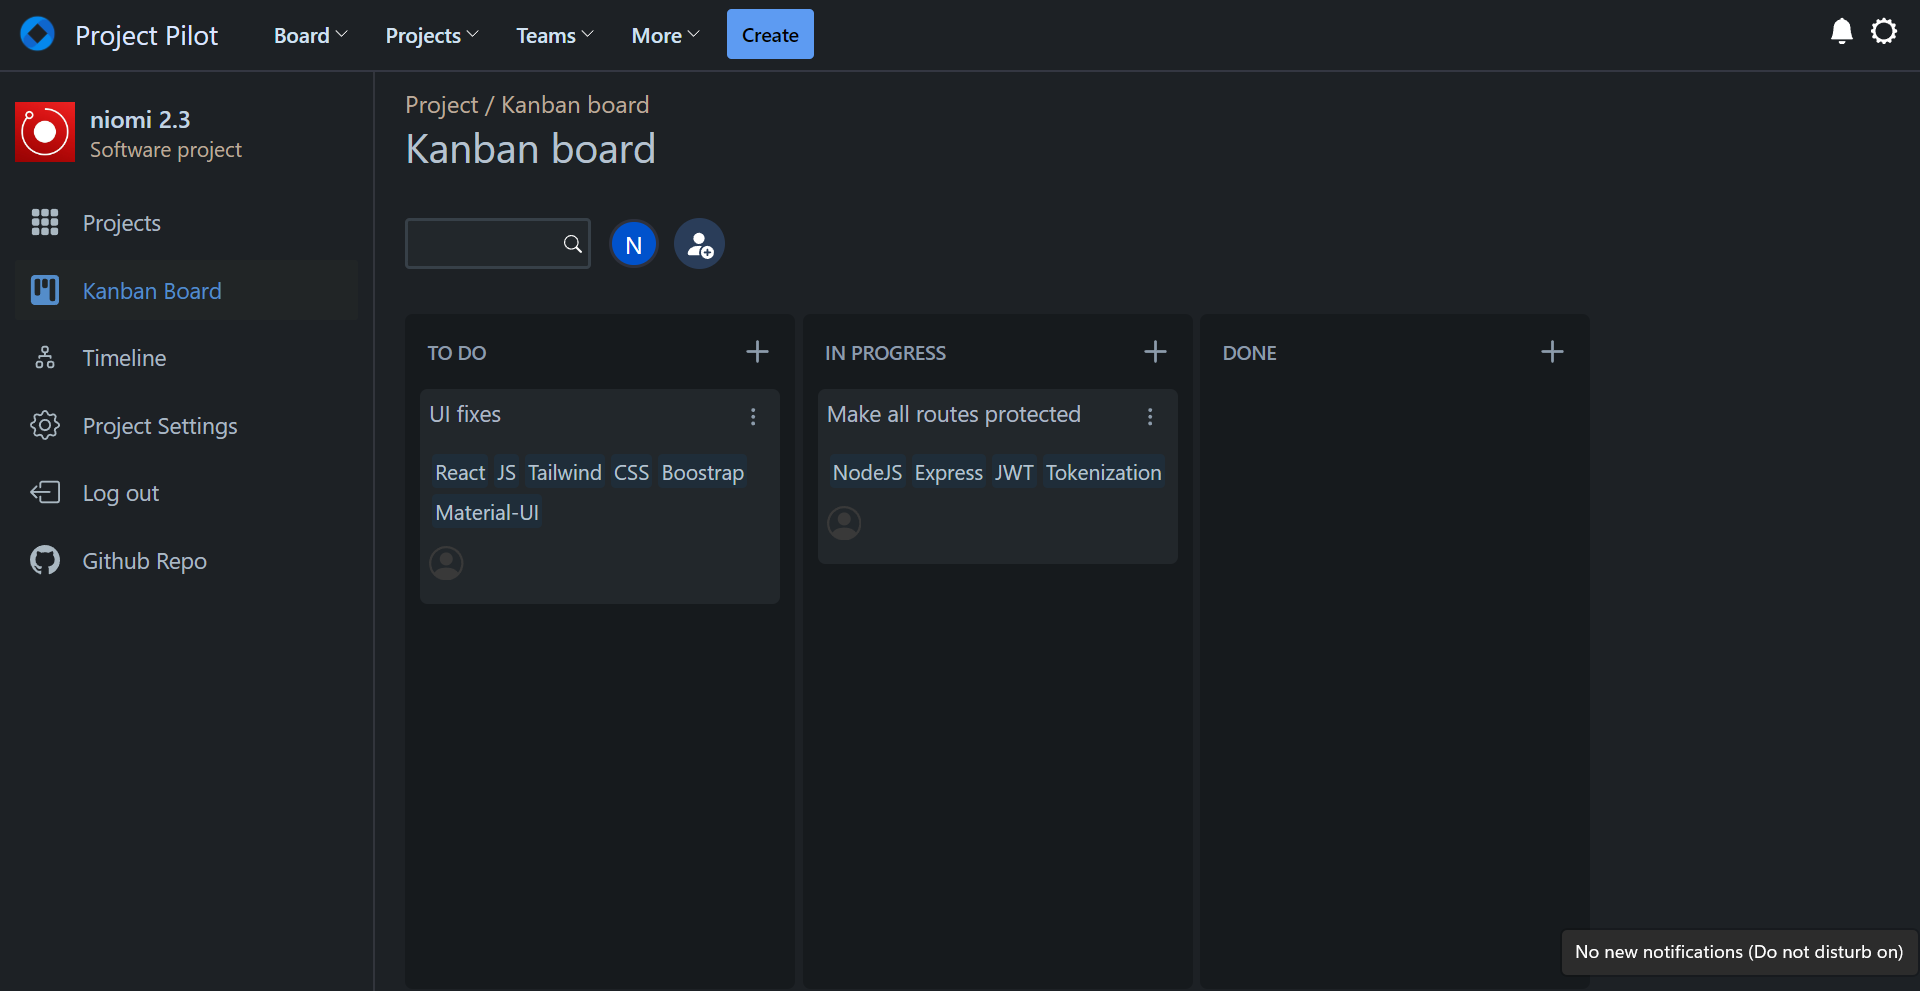 Project Pilot Board Projects Teams More Create
niomi 2.3
Software project
Projects
Kanban Board
Timeline
Project Settings
Log out
Github Repo
Project / Kanban board
Kanban board
N
TO DO
UI fixes
React JS Tailwind CSS Boostrap
Material-UI
IN PROGRESS
Make all routes protected
NodeJS Express JWT Tokenization
DONE
No new notifications (Do not disturb on)